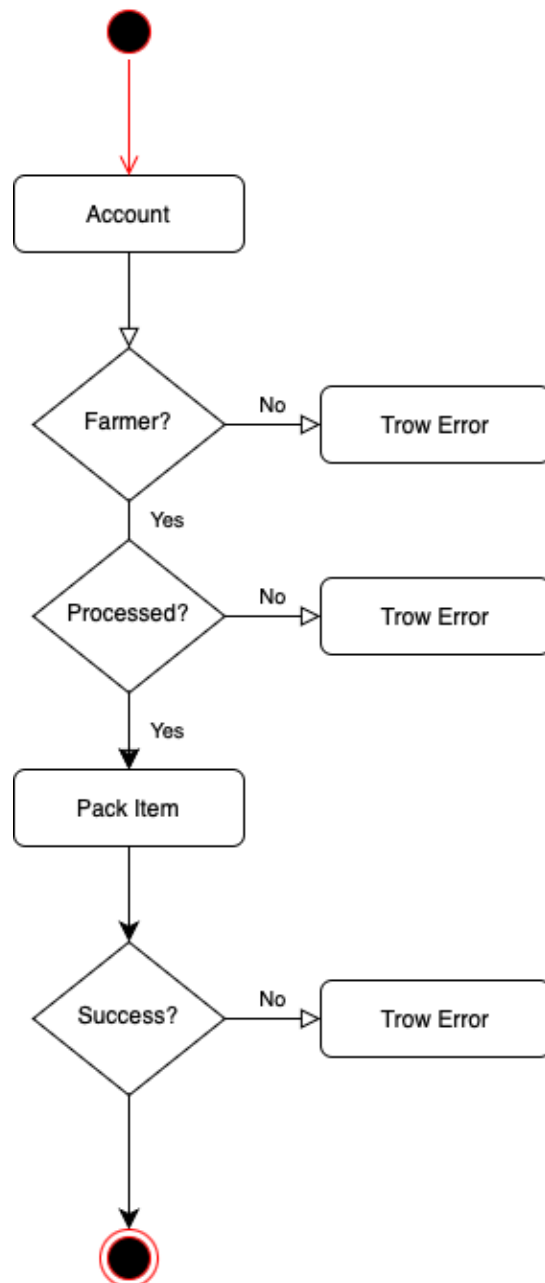 Account
Farmer?
No
Trow Error
Yes
Processed?
No
Trow Error
Yes
Pack Item
Success?
No
Trow Error